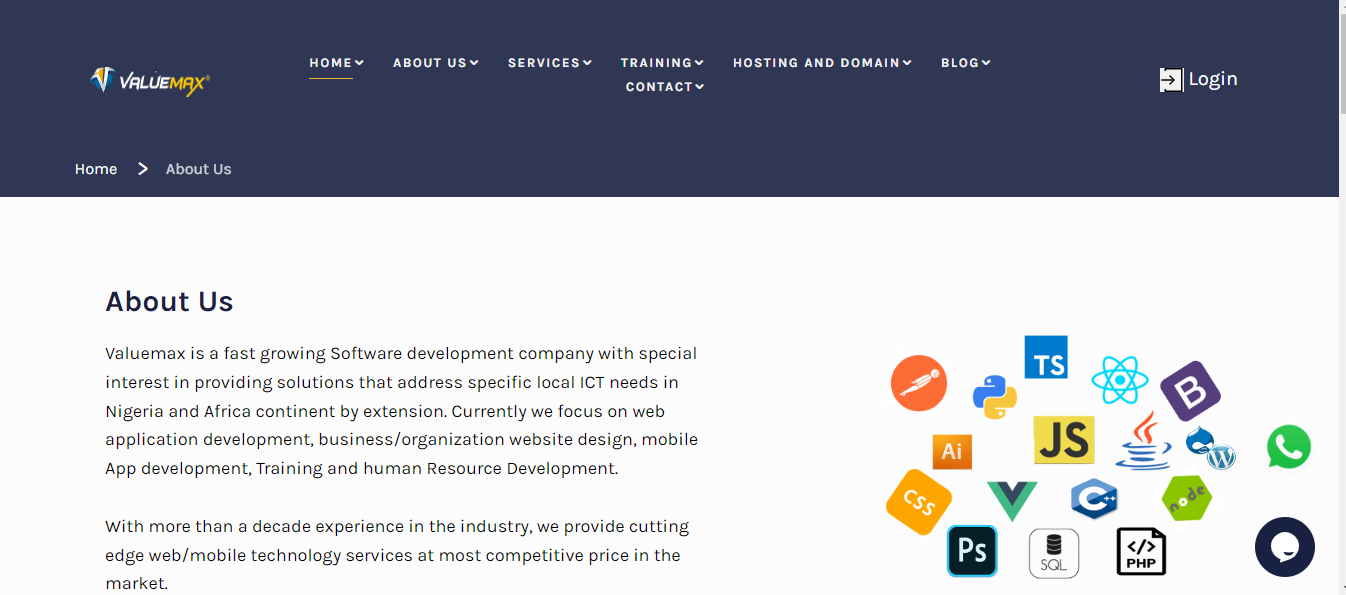 VALUEMAX®
HOME
ABOUT US
SERVICES
TRAINING
HOSTING AND DOMAIN
BLOG
CONTACT
Login
Home
About Us
About Us
Valuemax is a fast growing Software development company with special
interest in providing solutions that address specific local ICT needs in
Nigeria and Africa continent by extension. Currently we focus on web
application development, business/organization website design, mobile
App development, Training and human Resource Development.
With more than a decade experience in the industry, we provide cutting
edge web/mobile technology services at most competitive price in the
market.
TS
B
Ai
JS
W
CSS
C++
node
Ps
SQL
</>
PHP